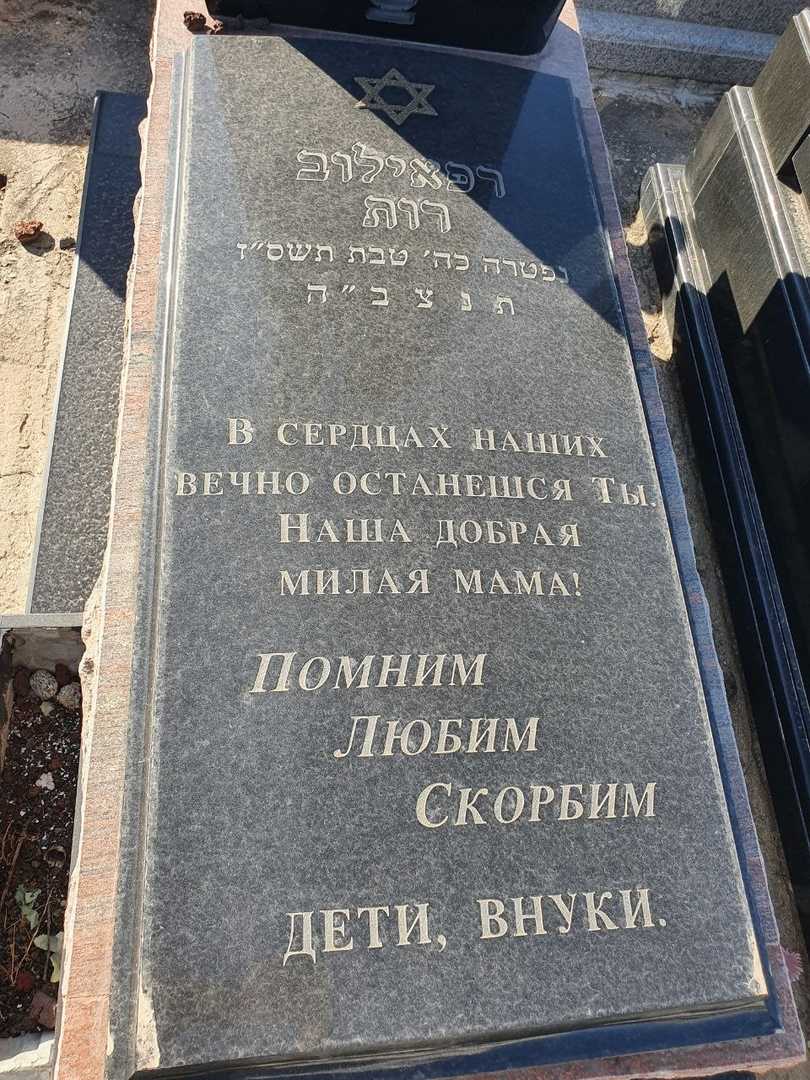 רפאילוב
רות
נפטרה כה׳ טבת תשס״ז
ת נ צ ב ״ ה
В СЕРДЦАХ НАШИХ
ВЕЧНО ОСТАНЕШСЯ ТЫ.
НАША ДОБРАЯ
МИЛАЯ МАМА!
ПОМНИМ
ЛЮБИМ
СКОРБИМ
ДЕТИ, ВНУКИ.